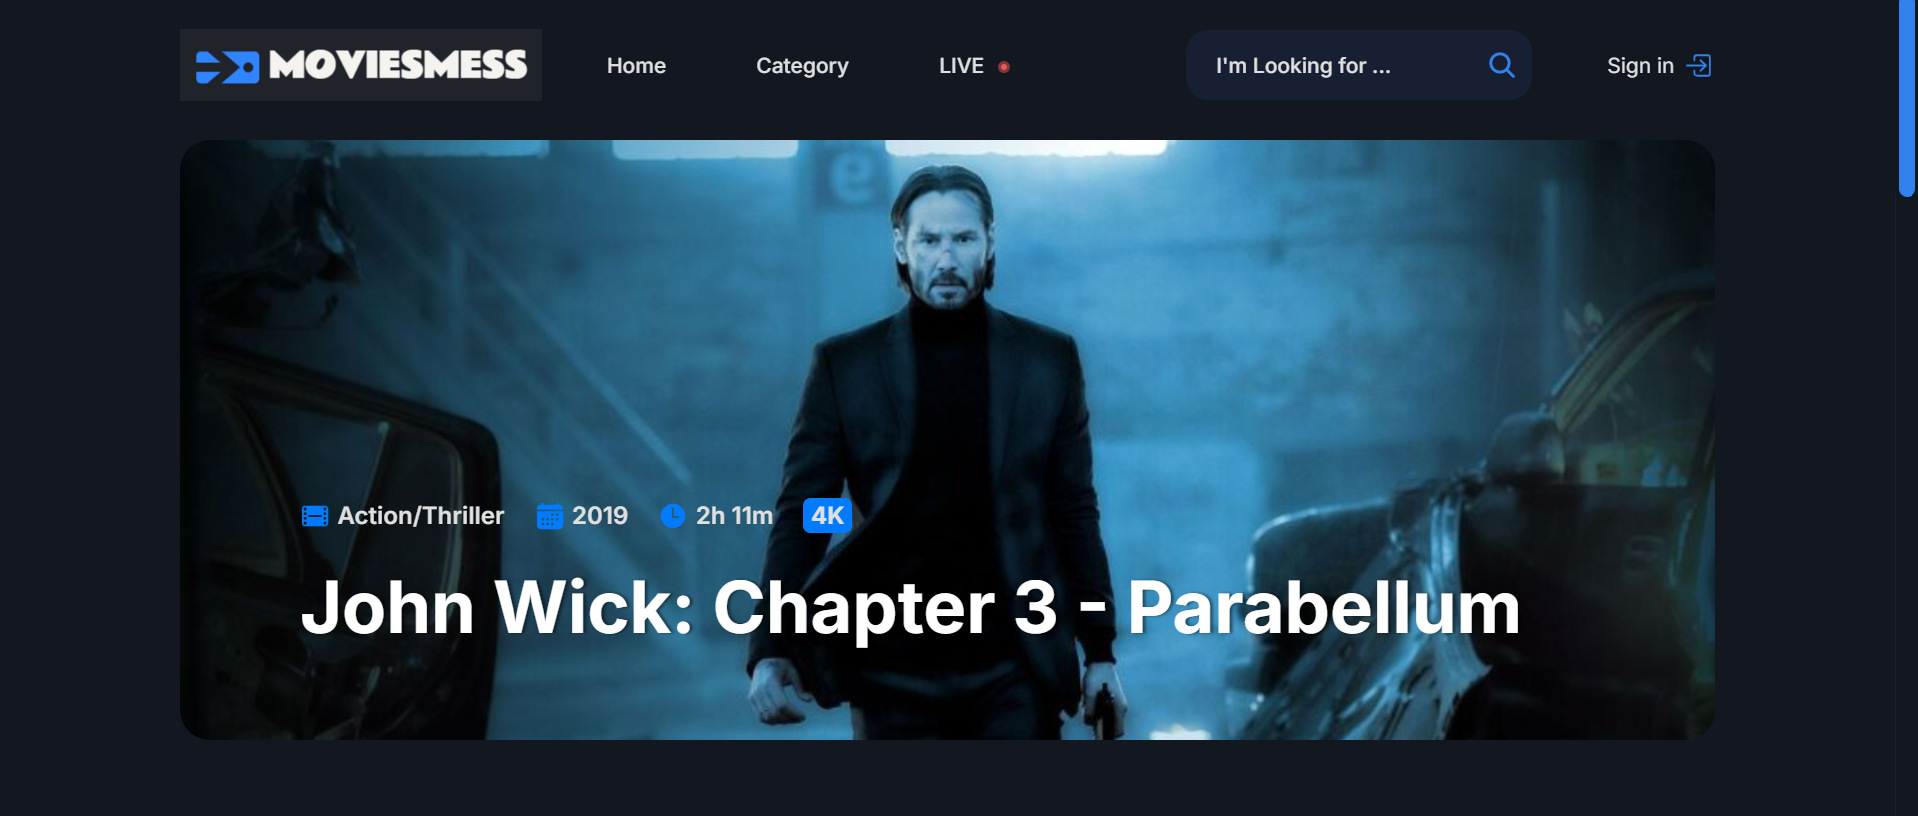 MOVIESMESS
Home
Category
LIVE
I'm Looking for ...
Sign in
e
Action/Thriller
2019
2h 11m
4K
John Wick: Chapter 3 - Parabellum